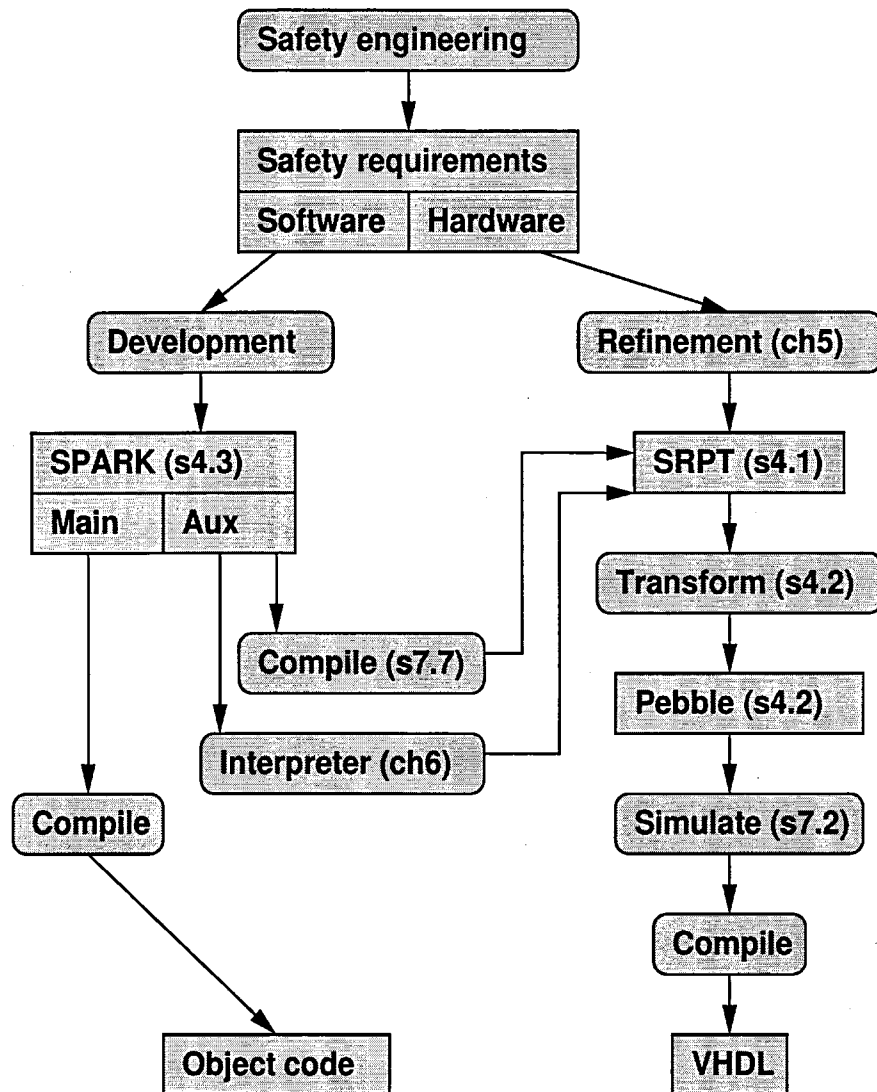 Safety engineering
Safety requirements
Software Hardware
Development
Refinement (ch5)
SPARK (s4.3)
Main Aux
SRPT (s4.1)
Transform (s4.2)
Compile (s7.7)
Pebble (s4.2)
Interpreter (ch6)
Compile
Simulate (s7.2)
Compile
Object code
VHDL